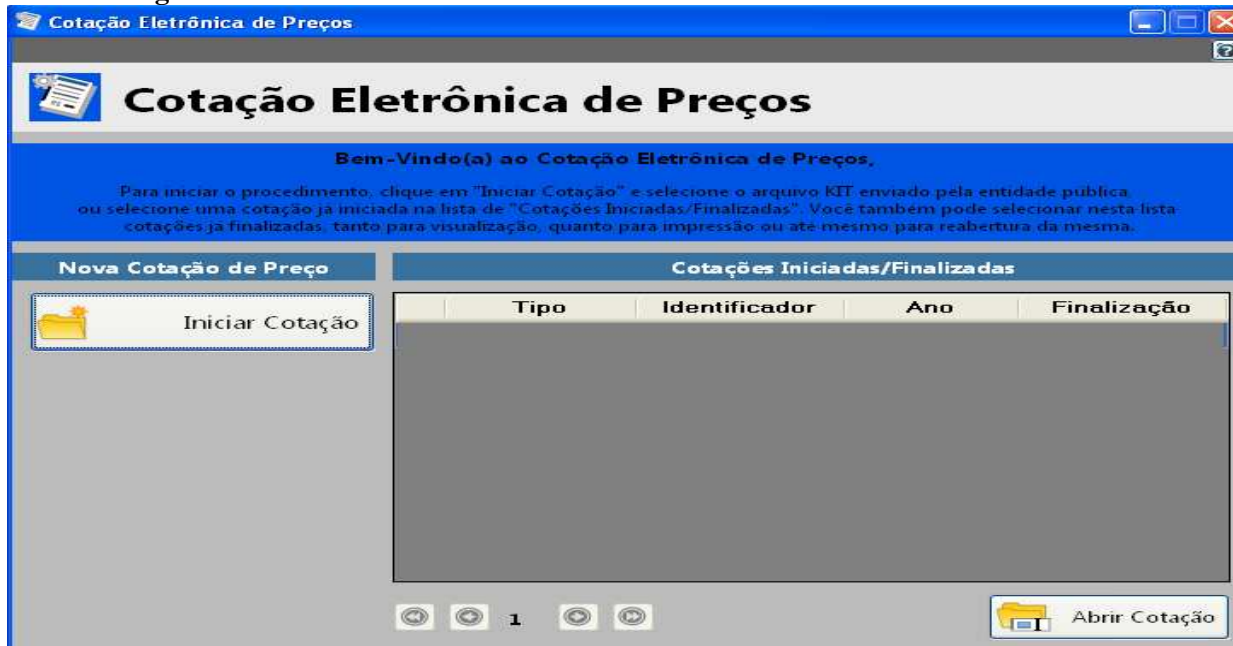 Cotação Eletrônica de Preços
Cotação Eletrônica de Preços
Bem-Vindo(a) ao Cotação Eletrônica de Preços,
Para iniciar o procedimento, clique em "Iniciar Cotação" e selecione o arquivo KIT enviado pela entidade pública,
ou selecione uma cotação já iniciada na lista de "Cotações Iniciadas/Finalizadas". Você também pode selecionar nesta lista
cotações já finalizadas, tanto para visualização, quanto para impressão ou até mesmo para reabertura da mesma.
Nova Cotação de Preço
Cotações Iniciadas/Finalizadas
Iniciar Cotação
Tipo Identificador Ano Finalização
1
Abrir Cotação